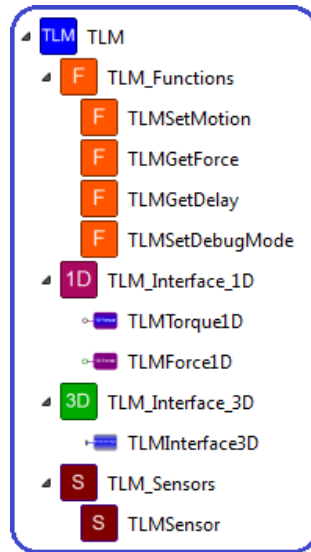 TLM TLM
F TLM_Functions
F TLMSetMotion
F TLMGetForce
F TLMGetDelay
F TLMSetDebugMode
1D TLM_Interface_1D
TLMTorque1D
TLMForce1D
3D TLM_Interface_3D
TLMInterface3D
S TLM_Sensors
S TLMSensor